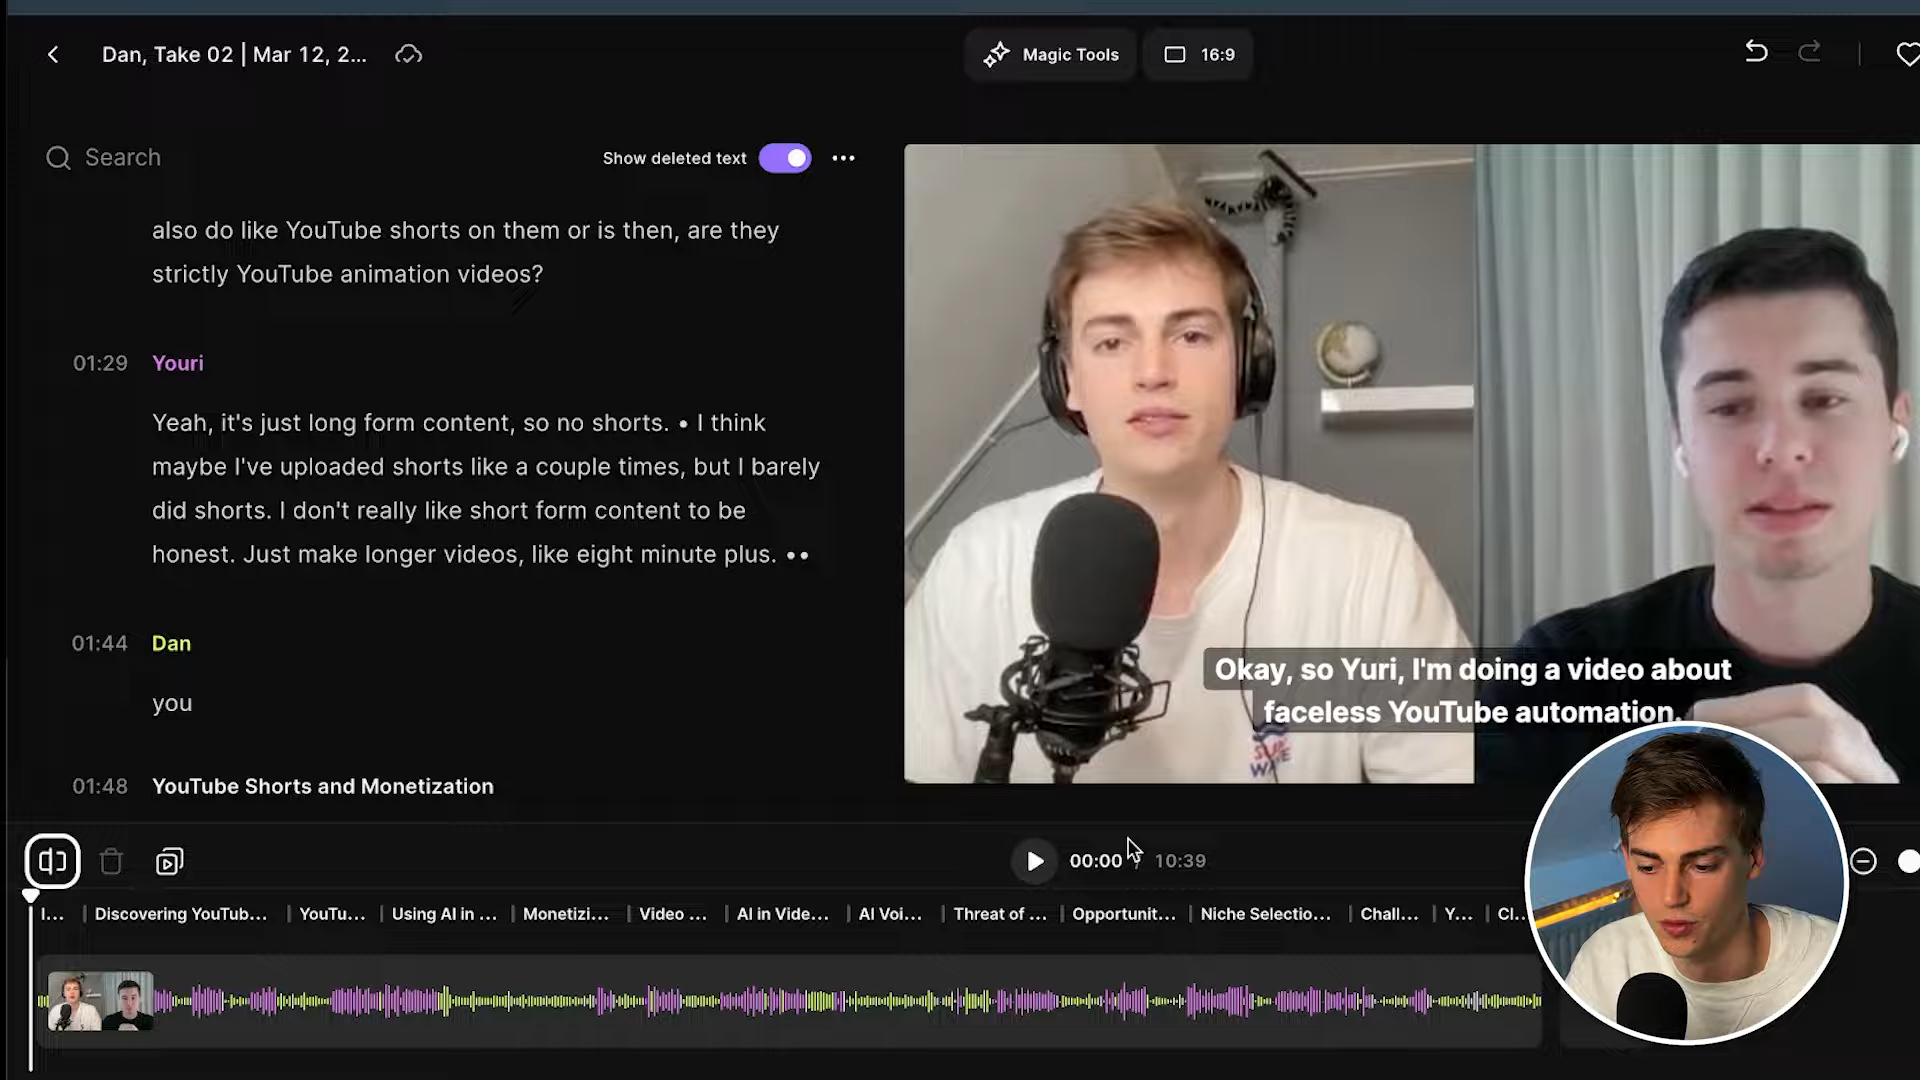 Dan, Take 02 | Mar 12, 2...
Magic Tools
16:9
Search
Show deleted text
also do like YouTube shorts on them or is then, are they
strictly YouTube animation videos?
01:29 Youri
Yeah, it's just long form content, so no shorts. • I think
maybe I've uploaded shorts like a couple times, but I barely
did shorts. I don't really like short form content to be
honest. Just make longer videos, like eight minute plus. ••
01:44 Dan
you
01:48 YouTube Shorts and Monetization
Okay, so Yuri, I'm doing a video about
faceless YouTube automation.
00:00 / 10:39
I... Discovering YouTub... YouTu... Using AI in ... Monetizi... Video ... AI in Vide... AI Voi... Threat of ... Opportunit... Niche Selectio... Chall... Y... Cl...